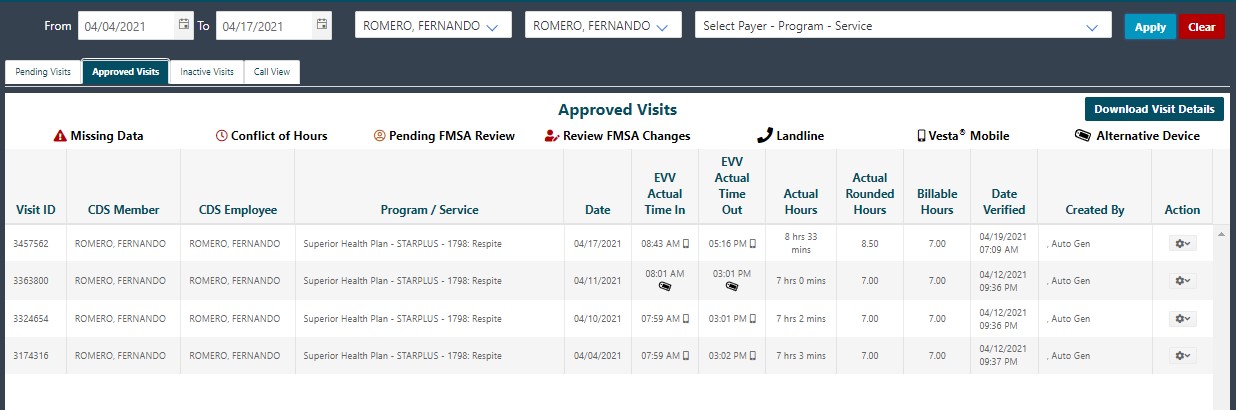 From 04/04/2021 To 04/17/2021 ROMERO, FERNANDO ROMERO, FERNANDO Select Payer - Program - Service Apply Clear
Pending Visits Approved Visits Inactive Visits Call View
Approved Visits Download Visit Details
Missing Data Conflict of Hours Pending FMSA Review Review FMSA Changes Landline Vesta® Mobile Alternative Device
Visit ID CDS Member CDS Employee Program / Service Date EVV Actual Time In EVV Actual Time Out Actual Hours Actual Rounded Hours Billable Hours Date Verified Created By Action
3457562 ROMERO, FERNANDO ROMERO, FERNANDO Superior Health Plan - STARPLUS - 1798: Respite 04/17/2021 08:43 AM 05:16 PM 8 hrs 33 mins 8.50 7.00 04/19/2021 07:09 AM , Auto Gen
3363800 ROMERO, FERNANDO ROMERO, FERNANDO Superior Health Plan - STARPLUS - 1798: Respite 04/11/2021 08:01 AM 03:01 PM 7 hrs 0 mins 7.00 7.00 04/12/2021 09:36 PM , Auto Gen
3324654 ROMERO, FERNANDO ROMERO, FERNANDO Superior Health Plan - STARPLUS - 1798: Respite 04/10/2021 07:59 AM 03:01 PM 7 hrs 2 mins 7.00 7.00 04/12/2021 09:36 PM , Auto Gen
3174316 ROMERO, FERNANDO ROMERO, FERNANDO Superior Health Plan - STARPLUS - 1798: Respite 04/04/2021 07:59 AM 03:02 PM 7 hrs 3 mins 7.00 7.00 04/12/2021 09:37 PM , Auto Gen